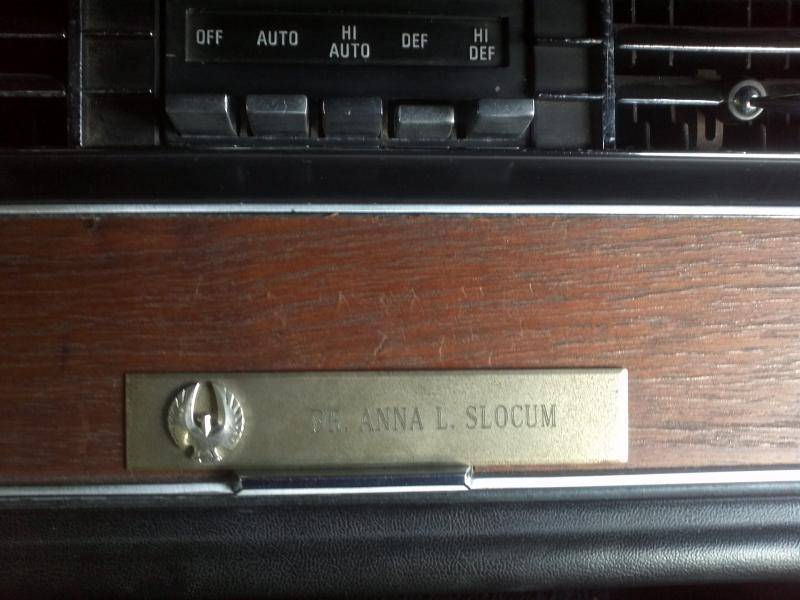 OFF AUTO HI AUTO DEF HI DEF
DR. ANNA L. SLOCUM